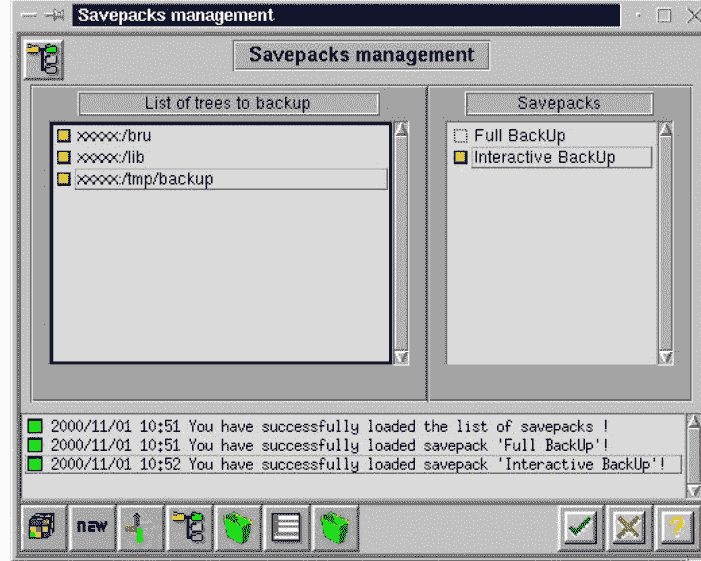 Savepacks management
Savepacks management
List of trees to backup
Savepacks
xxxxx:/bru
xxxxx:/lib
xxxxx:/tmp/backup
Full BackUp
Interactive BackUp
2000/11/01 10:51 You have successfully loaded the list of savepacks !
2000/11/01 10:51 You have successfully loaded savepack 'Full BackUp'!
2000/11/01 10:52 You have successfully loaded savepack 'Interactive BackUp'!
new
?